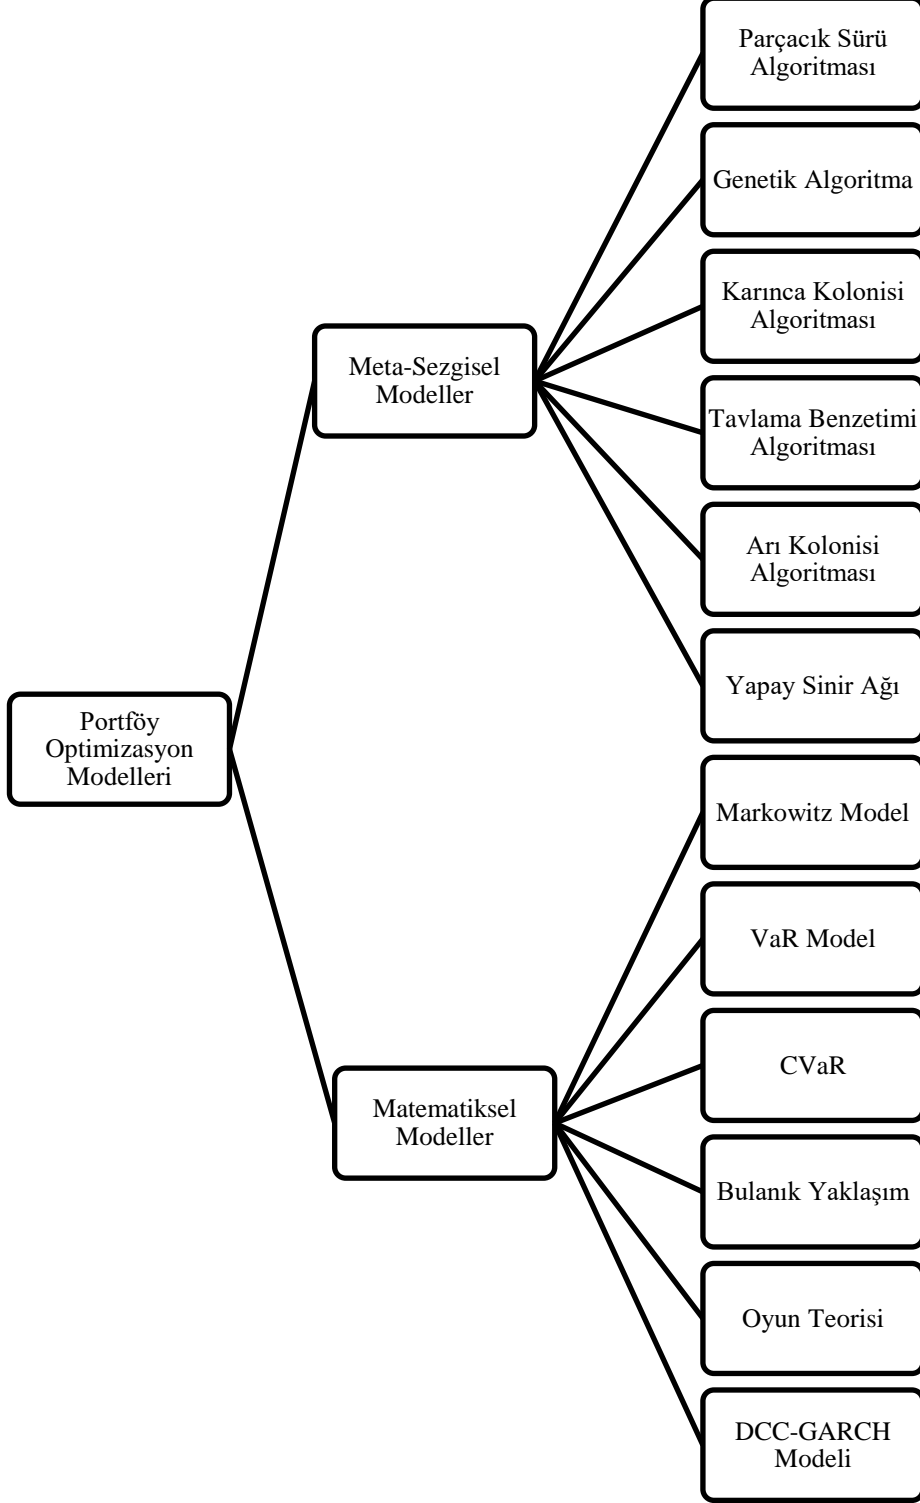 Parçacık Sürü
Algoritması
Genetik Algoritma
Karınca Kolonisi
Algoritması
Meta-Sezgisel
Modeller
Tavlama Benzetimi
Algoritması
Arı Kolonisi
Algoritması
Yapay Sinir Ağı
Portföy
Optimizasyon
Modelleri
Markowitz Model
VaR Model
CVaR
Matematiksel
Modeller
Bulanık Yaklaşım
Oyun Teorisi
DCC-GARCH
Modeli